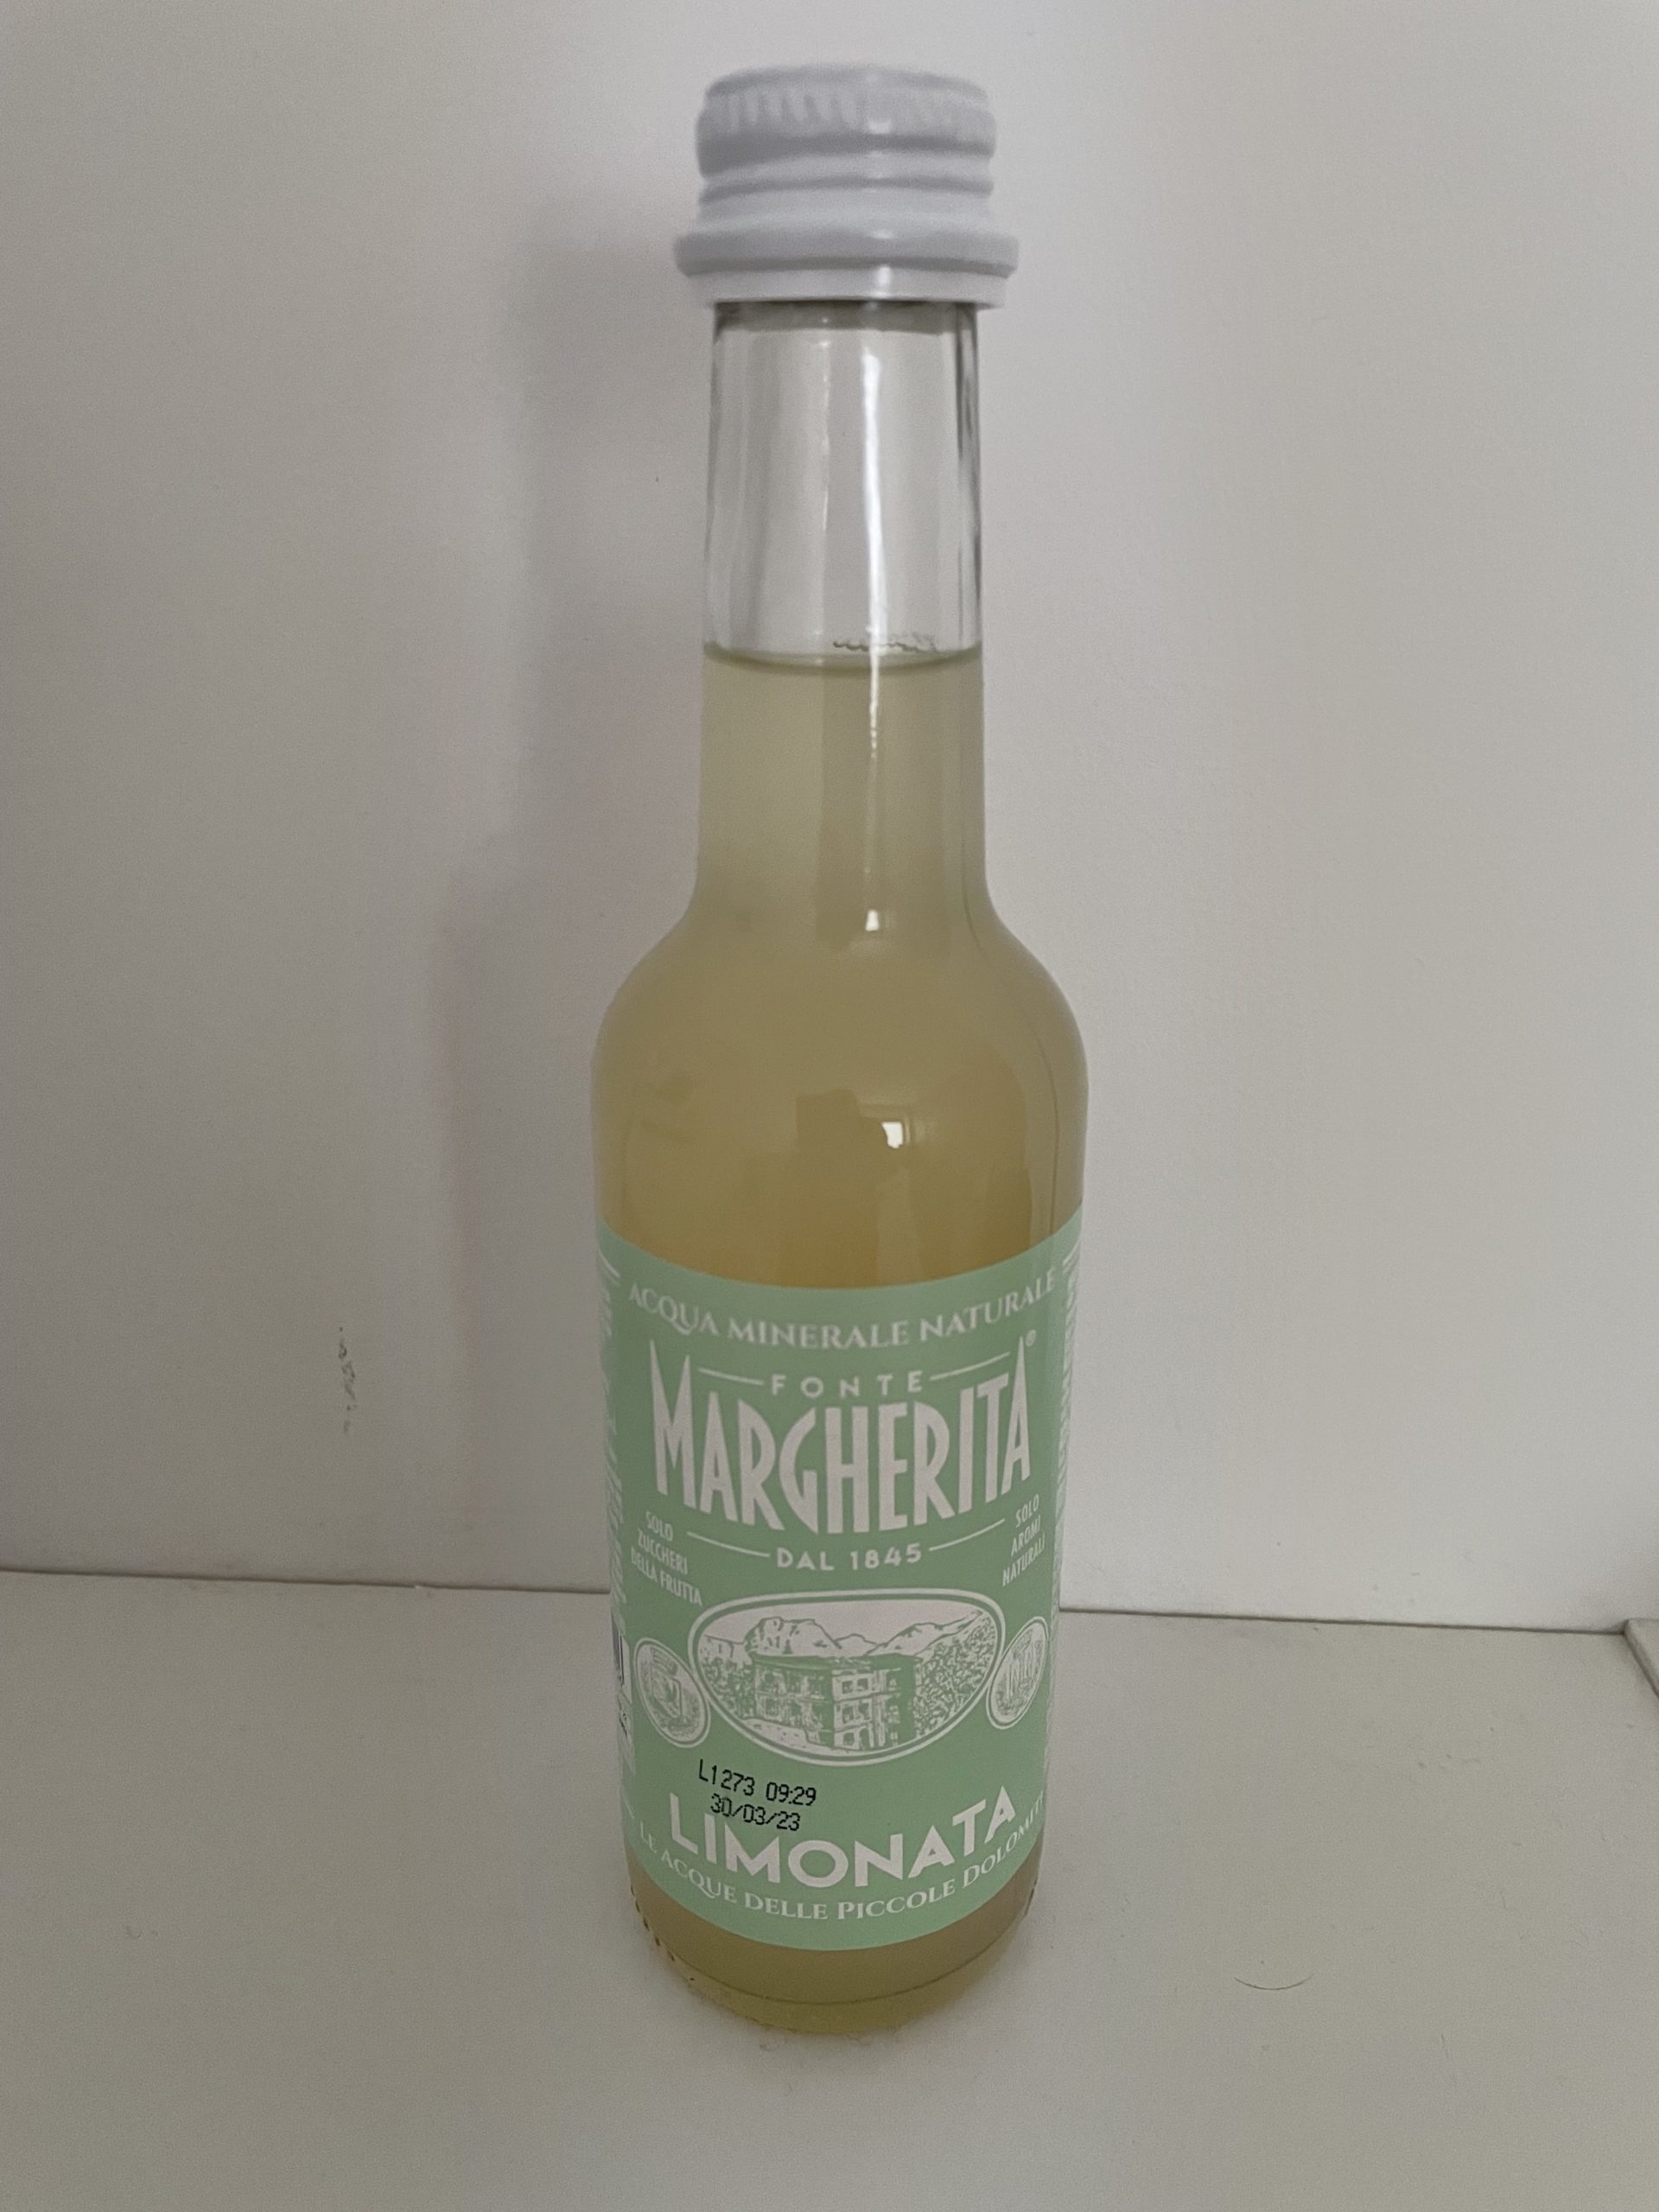 ACQUA MINERALE NATURALE
FONTE
MARGHERITA®
DAL 1845
SOLO
ZUCCHERI
DELLA FRUTTA
SOLO
AROMI
NATURALI
L1273 09:29
30/03/23
LIMONATA
LE ACQUE DELLE PICCOLE DOLOMITI